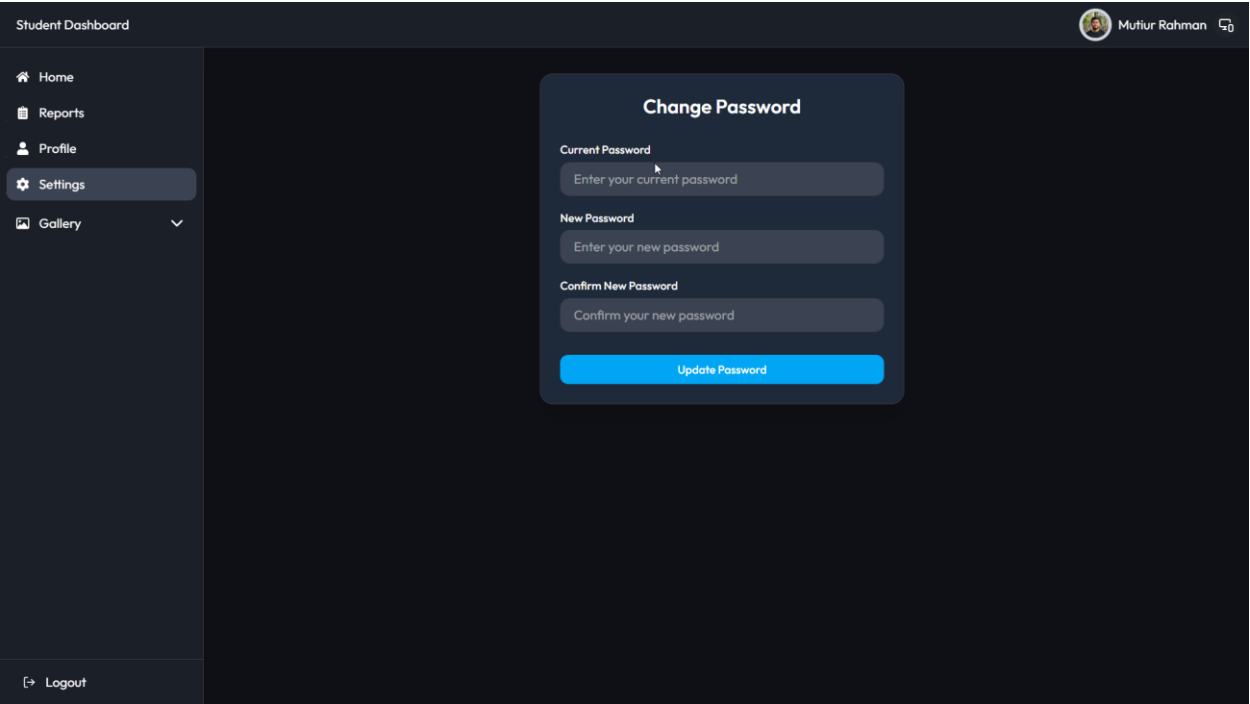 Student Dashboard
Mutiur Rahman
Home
Reports
Profile
Settings
Gallery
Logout
Change Password
Current Password
Enter your current password
New Password
Enter your new password
Confirm New Password
Confirm your new password
Update Password